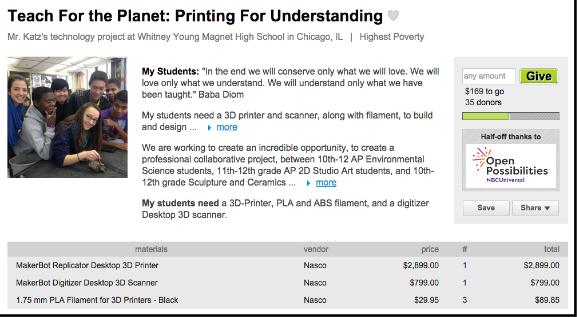 Teach For the Planet: Printing For Understanding
Mr. Katz's technology project at Whitney Young Magnet High School in Chicago, IL | Highest Poverty
My Students: "In the end we will conserve only what we will love. We will
love only what we understand. We will understand only what we have
been taught." Baba Diom
My students need a 3D printer and scanner, along with filament, to build
and design ... more
We are working to create an incredible opportunity, to create a
professional collaborative project, between 10th-12 AP Environmental
Science students, 11th-12th grade AP 2D Studio Art students, and 10th-
12th grade Sculpture and Ceramics ... more
My students need a 3D-Printer, PLA and ABS filament, and a digitizer
Desktop 3D scanner.
any amount Give
$169 to go
35 donors
Half-off thanks to
Open
Possibilities
NBCUniversal
Save Share ▼
materials vendor price # total
MakerBot Replicator Desktop 3D Printer Nasco $2,899.00 1 $2,899.00
MakerBot Digitizer Desktop 3D Scanner Nasco $799.00 1 $799.00
1.75 mm PLA Filament for 3D Printers - Black Nasco $29.95 3 $89.85